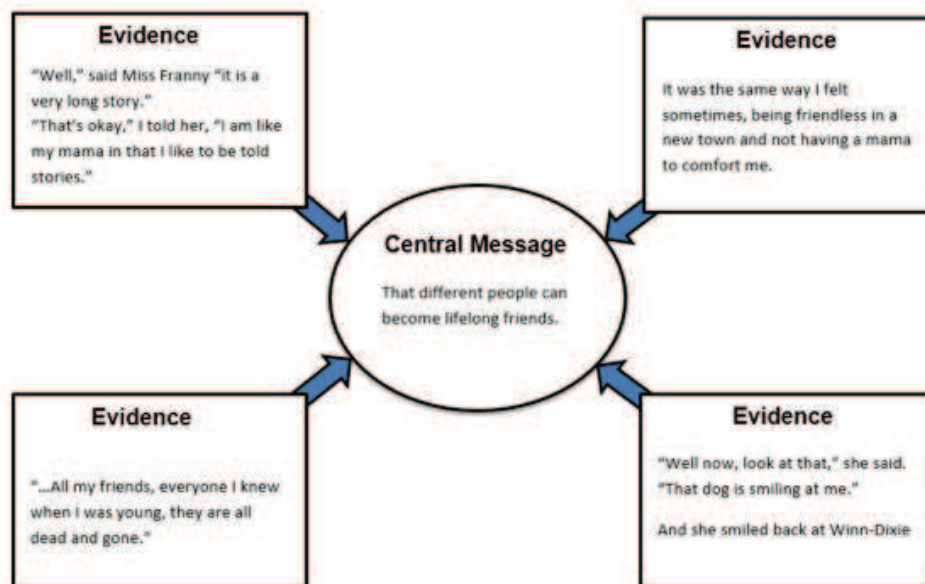 Evidence
“Well,” said Miss Franny “it is a
very long story.”
“That’s okay,” I told her, “I am like
my mama in that I like to be told
stories.”
Evidence
It was the same way I felt
sometimes, being friendless in a
new town and not having a mama
to comfort me.
Central Message
That different people can
become lifelong friends.
Evidence
“…All my friends, everyone I knew
when I was young, they are all
dead and gone.”
Evidence
“Well now, look at that,” she said.
“That dog is smiling at me.”
And she smiled back at Winn-Dixie